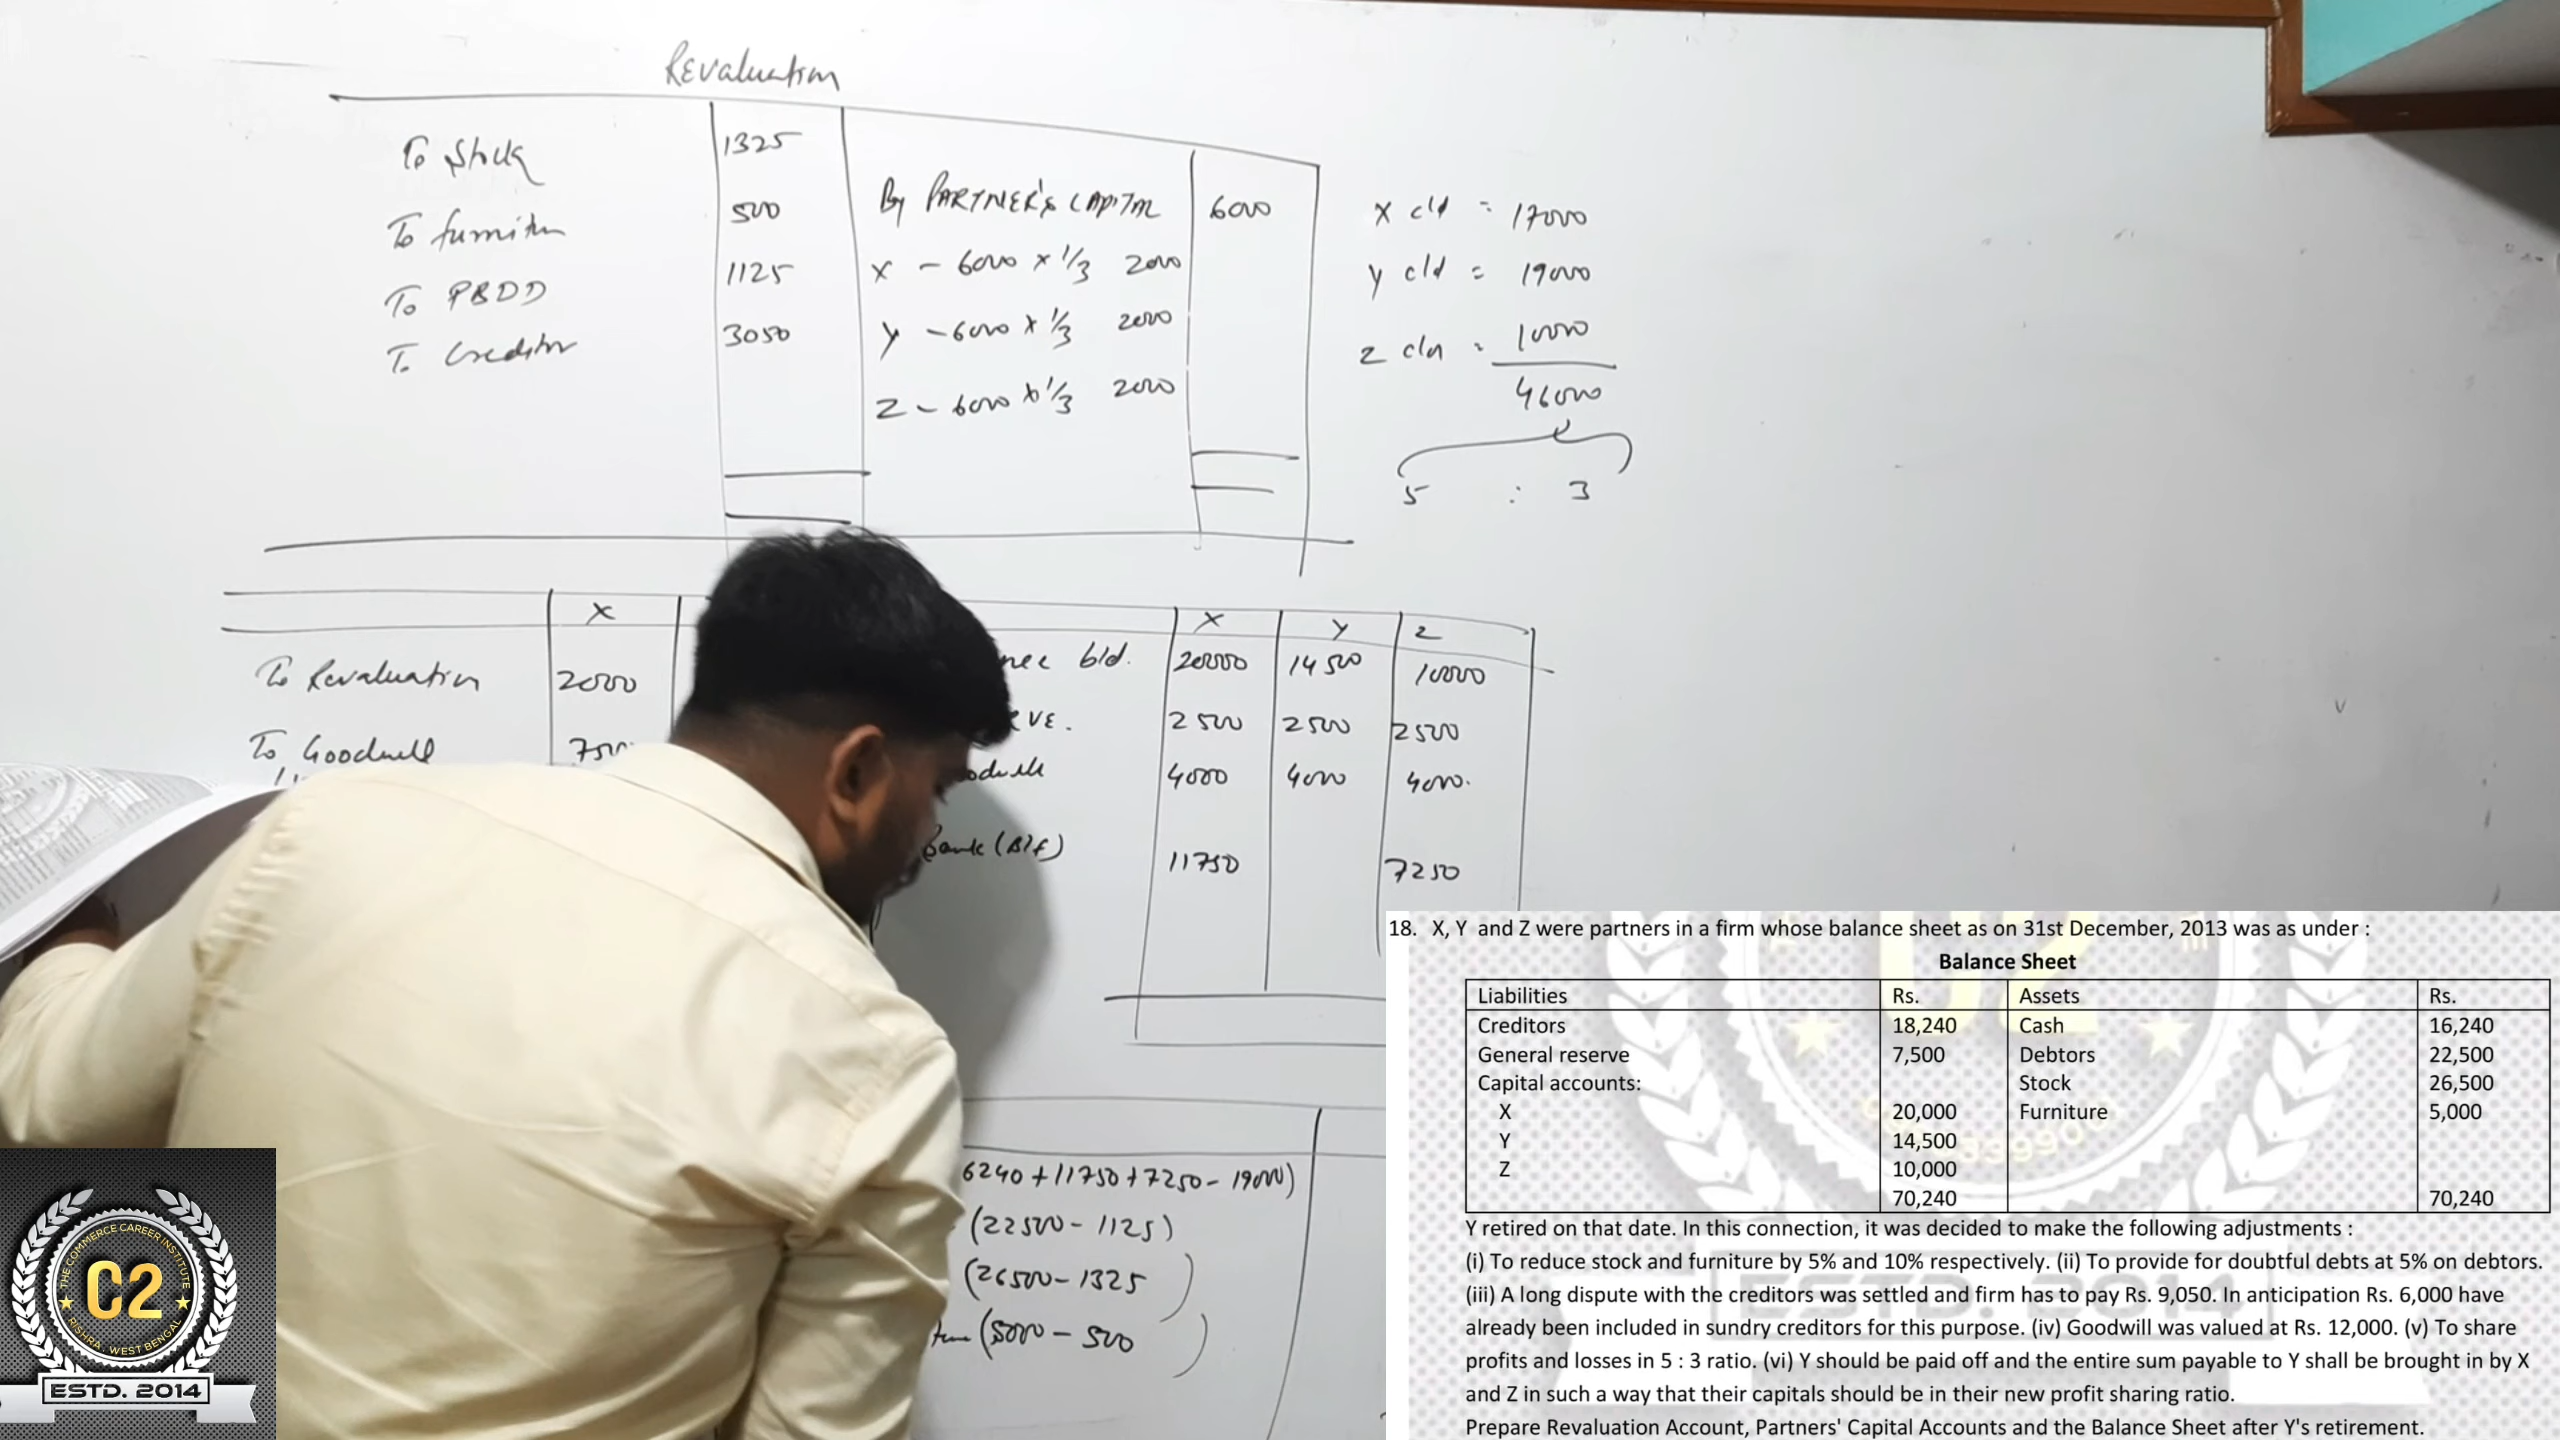 Revaluation
To Stock 1325
To furnitu 500 By PARTNER'S CAPITAL 6000
To PBDD 1125 X - 6000 x 1/3 2000
To Creditor 3050 Y - 6000 x 1/3 2000
Z - 6000 x 1/3 2000
X c/d = 17000
Y c/d = 19000
Z c/d = 10000
46000
5 : 3
X X Y Z
To Revaluation 2000 nce b/d. 20000 14500 10000
To Goodwill 7500 RVE. 2500 2500 2500
odwill 4000 4000 4000.
Bank (B/f) 11750 7250
6240 + 11750 + 7250 - 19000)
(22500 - 1125)
(26500 - 1325)
ture (5000 - 500)
18. X, Y and Z were partners in a firm whose balance sheet as on 31st December, 2013 was as under :
Balance Sheet
Liabilities Rs. Assets Rs.
Creditors 18,240 Cash 16,240
General reserve 7,500 Debtors 22,500
Capital accounts: Stock 26,500
X 20,000 Furniture 5,000
Y 14,500
Z 10,000
70,240 70,240
Y retired on that date. In this connection, it was decided to make the following adjustments :
(i) To reduce stock and furniture by 5% and 10% respectively. (ii) To provide for doubtful debts at 5% on debtors.
(iii) A long dispute with the creditors was settled and firm has to pay Rs. 9,050. In anticipation Rs. 6,000 have
already been included in sundry creditors for this purpose. (iv) Goodwill was valued at Rs. 12,000. (v) To share
profits and losses in 5 : 3 ratio. (vi) Y should be paid off and the entire sum payable to Y shall be brought in by X
and Z in such a way that their capitals should be in their new profit sharing ratio.
Prepare Revaluation Account, Partners' Capital Accounts and the Balance Sheet after Y's retirement.
THE COMMERCE CAREER INSTITUTE
C2
RISHRA, WEST BENGAL
ESTD. 2014